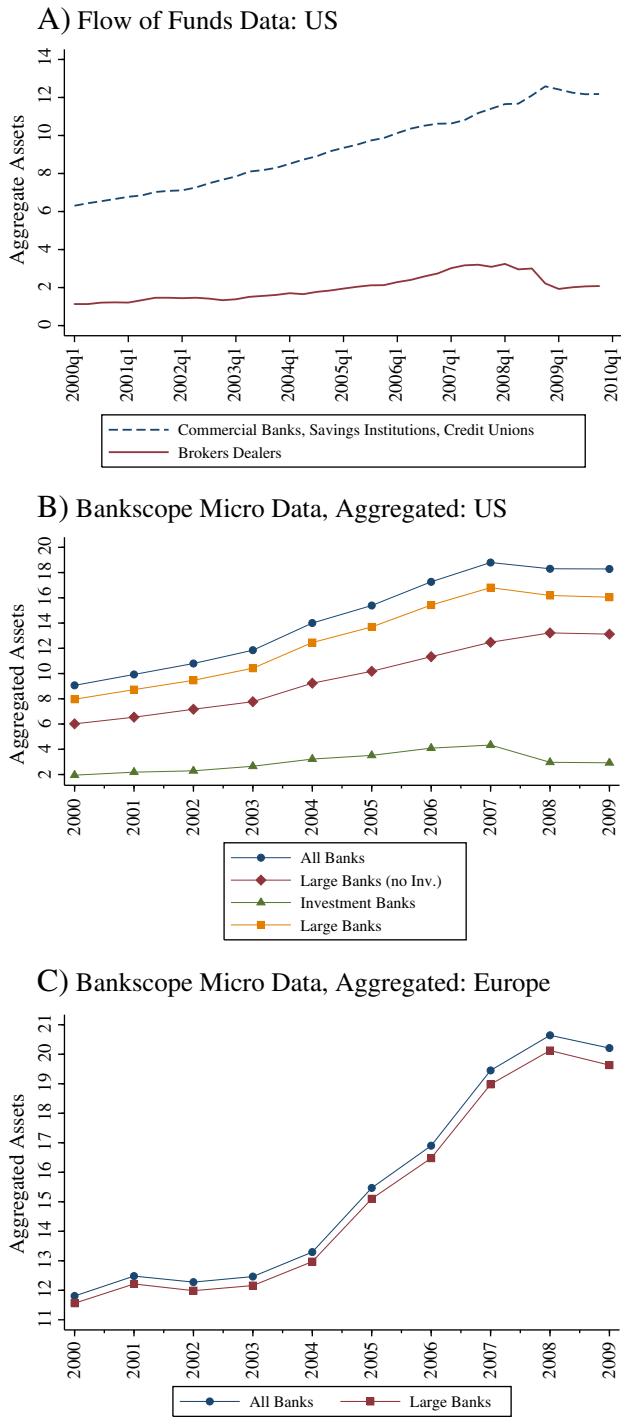 A) Flow of Funds Data: US
Aggregate Assets
14
12
10
8
6
4
2
0
2000q1
2001q1
2002q1
2003q1
2004q1
2005q1
2006q1
2007q1
2008q1
2009q1
2010q1
Commercial Banks, Savings Institutions, Credit Unions
Brokers Dealers
B) Bankscope Micro Data, Aggregated: US
Aggregated Assets
20
18
16
14
12
10
8
6
4
2
2000
2001
2002
2003
2004
2005
2006
2007
2008
2009
All Banks
Large Banks (no Inv.)
Investment Banks
Large Banks
C) Bankscope Micro Data, Aggregated: Europe
Aggregated Assets
21
20
19
18
17
16
15
14
13
12
11
2000
2001
2002
2003
2004
2005
2006
2007
2008
2009
All Banks Large Banks